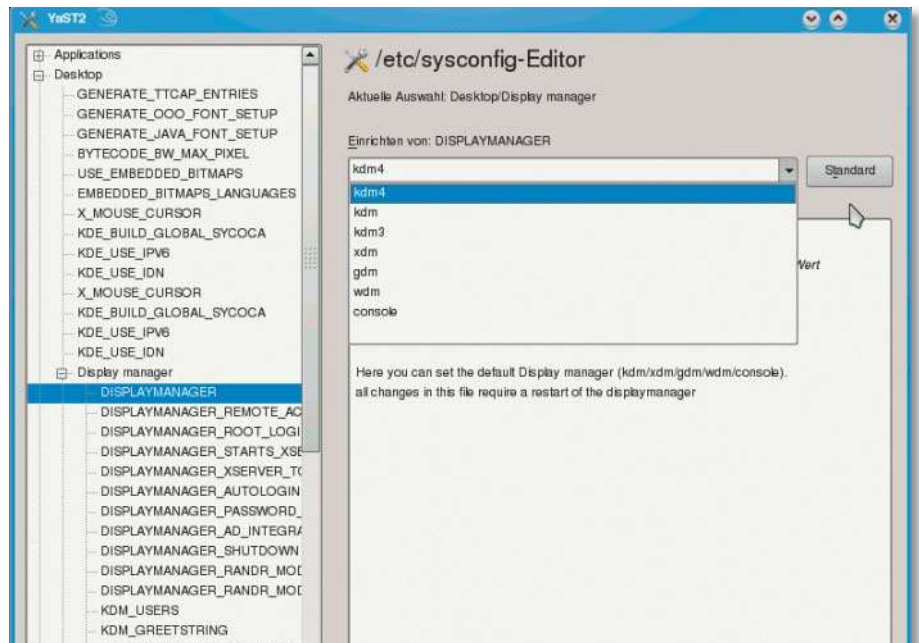 YaST2
Applications
Desktop
GENERATE_TTCAP_ENTRIES
GENERATE_OOO_FONT_SETUP
GENERATE_JAVA_FONT_SETUP
BYTECODE_BW_MAX_PIXEL
USE_EMBEDDED_BITMAPS
EMBEDDED_BITMAPS_LANGUAGES
X_MOUSE_CURSOR
KDE_BUILD_GLOBAL_SYCOCA
KDE_USE_IPV6
KDE_USE_IDN
X_MOUSE_CURSOR
KDE_BUILD_GLOBAL_SYCOCA
KDE_USE_IPV6
KDE_USE_IDN
Display manager
DISPLAYMANAGER
DISPLAYMANAGER_REMOTE_AC
DISPLAYMANAGER_ROOT_LOGI
DISPLAYMANAGER_STARTS_XSE
DISPLAYMANAGER_XSERVER_TC
DISPLAYMANAGER_AUTOLOGIN
DISPLAYMANAGER_PASSWORD_
DISPLAYMANAGER_AD_INTEGRA
DISPLAYMANAGER_SHUTDOWN
DISPLAYMANAGER_RANDR_MOD
DISPLAYMANAGER_RANDR_MOD
KDM_USERS
KDM_GREETSTRING
/etc/sysconfig-Editor
Aktuelle Auswahl: Desktop/Display manager
Einrichten von: DISPLAYMANAGER
kdm4
Standard
kdm4
kdm
kdm3
xdm
gdm
wdm
console
Wert
Here you can set the default Display manager (kdm/xdm/gdm/wdm/console).
all changes in this file require a restart of the displaymanager